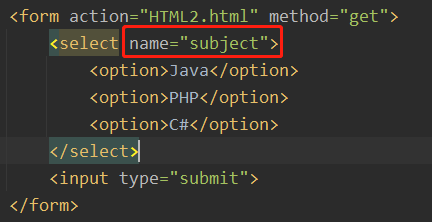 <form action="HTML2.html" method="get">
<select name="subject">
<option>Java</option>
<option>PHP</option>
<option>C#</option>
</select>
<input type="submit">
</form>